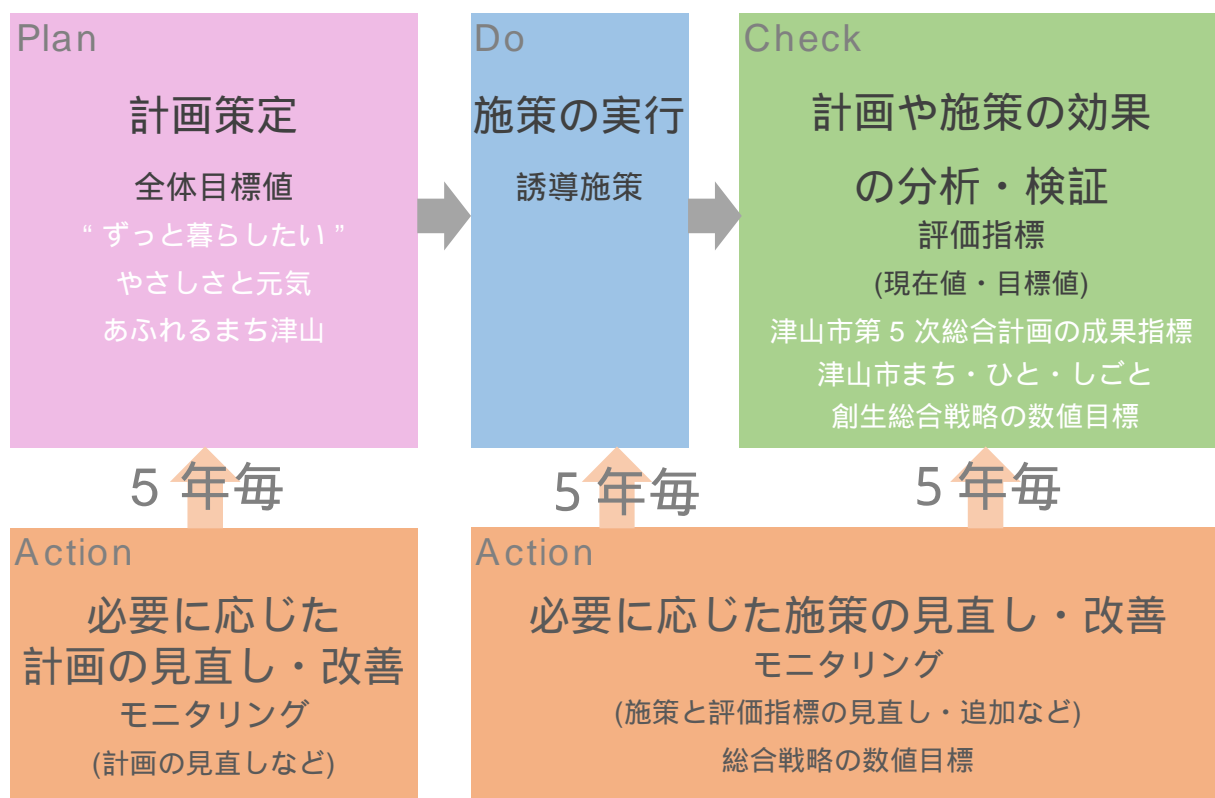 Plan
計画策定
全体目標値
“ずっと暮らしたい”
やさしさと元気
あふれるまち津山
Do
施策の実行
誘導施策
Check
計画や施策の効果
の分析・検証
評価指標
(現在値・目標値)
津山市第5次総合計画の成果指標
津山市まち・ひと・しごと
創生総合戦略の数値目標
5年毎
5年毎
5年毎
Action
必要に応じた
計画の見直し・改善
モニタリング
(計画の見直しなど)
Action
必要に応じた施策の見直し・改善
モニタリング
(施策と評価指標の見直し・追加など)
総合戦略の数値目標